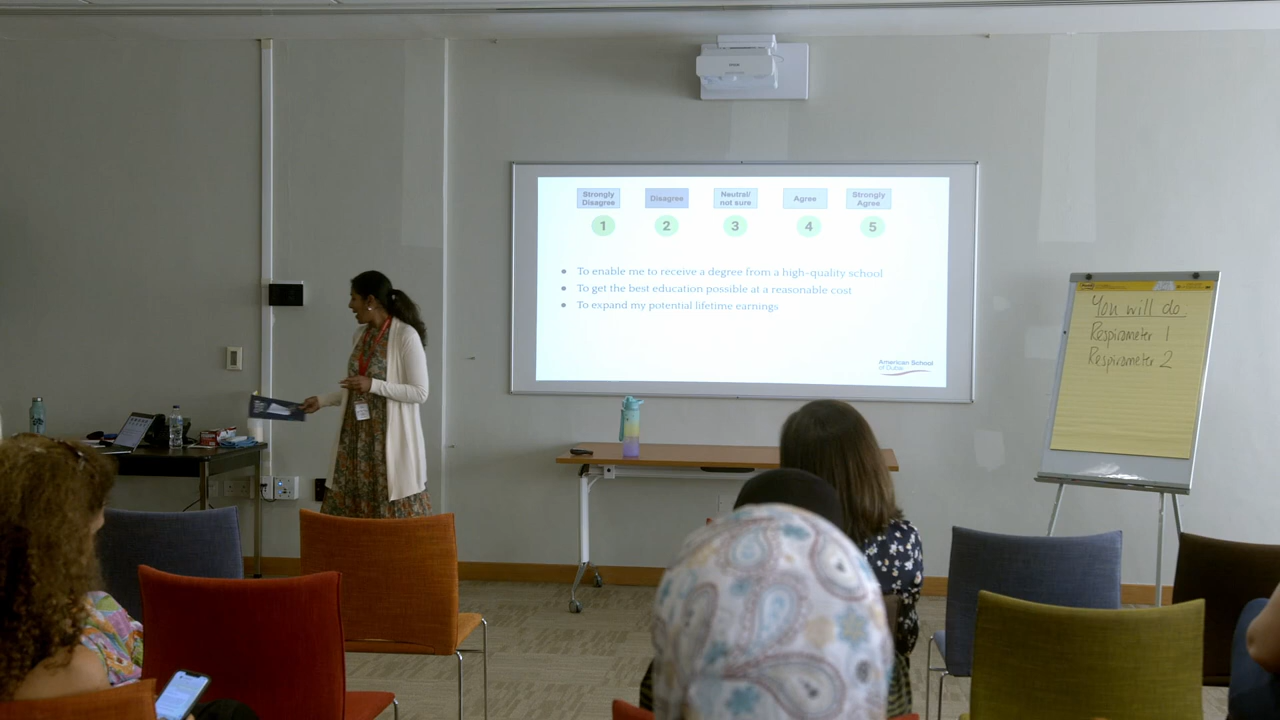 Strongly
Disagree
Disagree
Neutral/
not sure
Agree
Strongly
Agree
1
2
3
4
5
• To enable me to receive a degree from a high-quality school
• To get the best education possible at a reasonable cost
• To expand my potential lifetime earnings
American School
of Dubai
You will do
Respirometer 1
Respirometer 2